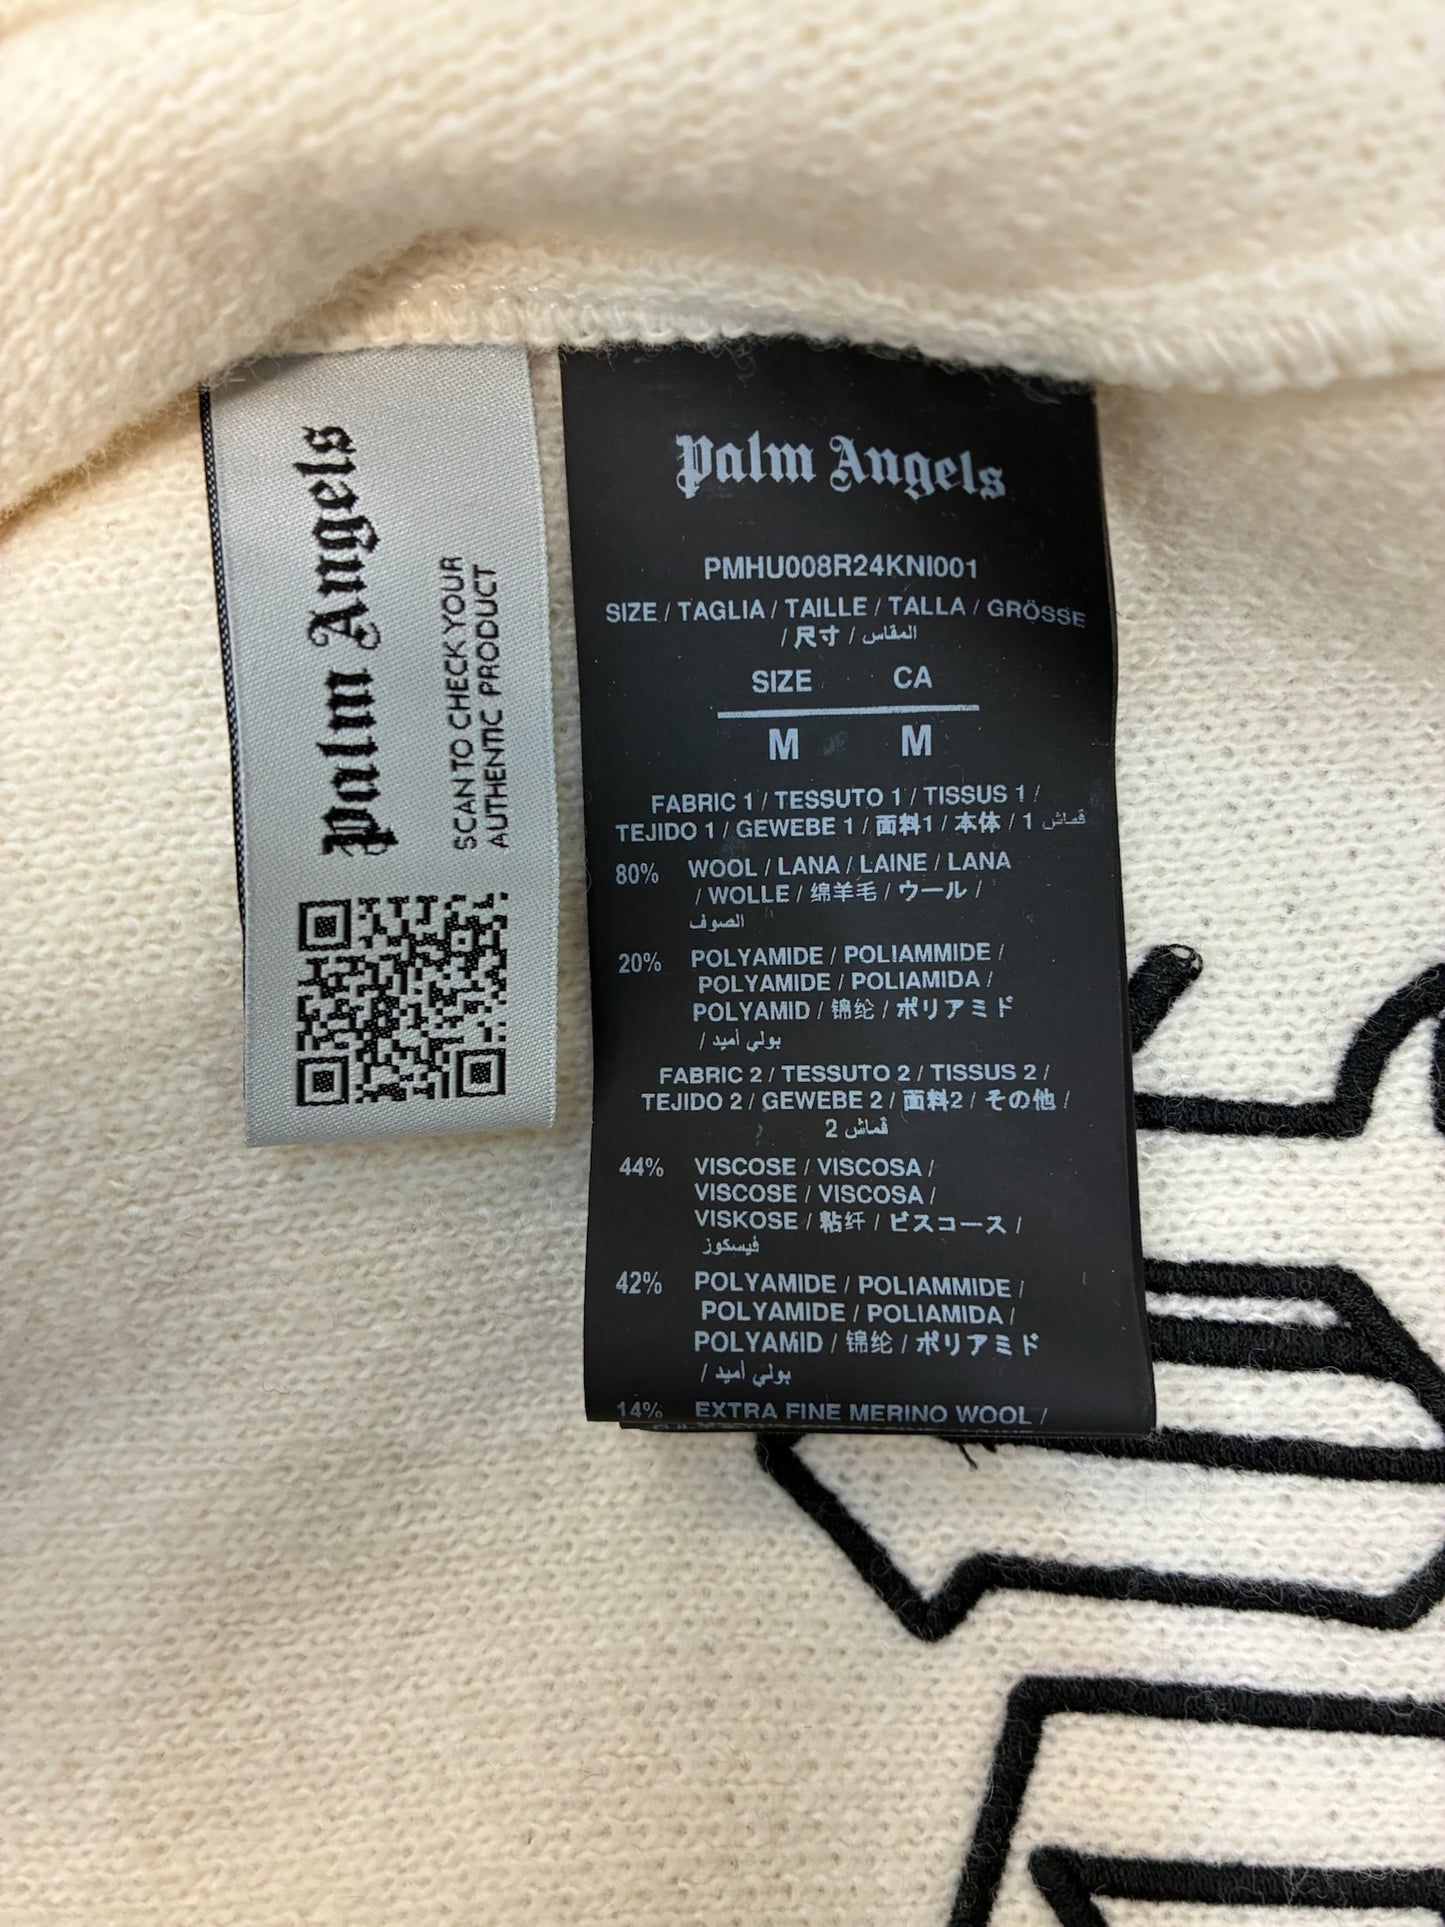 Palm Angels
SCAN TO CHECK YOUR
AUTHENTIC PRODUCT
Palm Angels
PMHU008R24KNI001
SIZE / TAGLIA / TAILLE / TALLA / GRÖSSE
/ 尺寸 / المقاس
SIZE CA
M M
FABRIC 1 / TESSUTO 1 / TISSUS 1 /
TEJIDO 1 / GEWEBE 1 / 面料1 / 本体 / قماش 1
80% WOOL / LANA / LAINE / LANA
/ WOLLE / 绵羊毛 / ウール /
الصوف
20% POLYAMIDE / POLIAMMIDE /
POLYAMIDE / POLIAMIDA /
POLYAMID / 锦纶 / ポリアミド
/ بولي أميد
FABRIC 2 / TESSUTO 2 / TISSUS 2 /
TEJIDO 2 / GEWEBE 2 / 面料2 / その他 /
قماش 2
44% VISCOSE / VISCOSA /
VISCOSE / VISCOSA /
VISKOSE / 粘纤 / ビスコース /
فيسكوز
42% POLYAMIDE / POLIAMMIDE /
POLYAMIDE / POLIAMIDA /
POLYAMID / 锦纶 / ポリアミド
/ بولي أميد
14% EXTRA FINE MERINO WOOL /